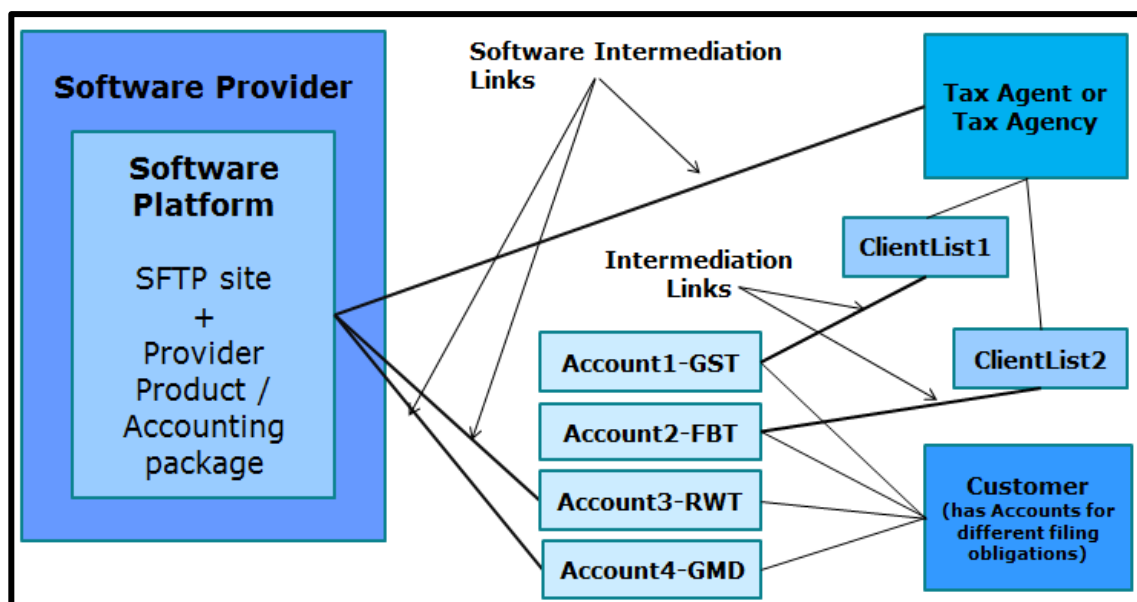 Software Provider
Software
Platform
SFTP site
+
Provider
Product /
Accounting
package
Software Intermediation
Links
Tax Agent or
Tax Agency
ClientList1
Intermediation
Links
ClientList2
Account1-GST
Account2-FBT
Account3-RWT
Account4-GMD
Customer
(has Accounts for
different filing
obligations)